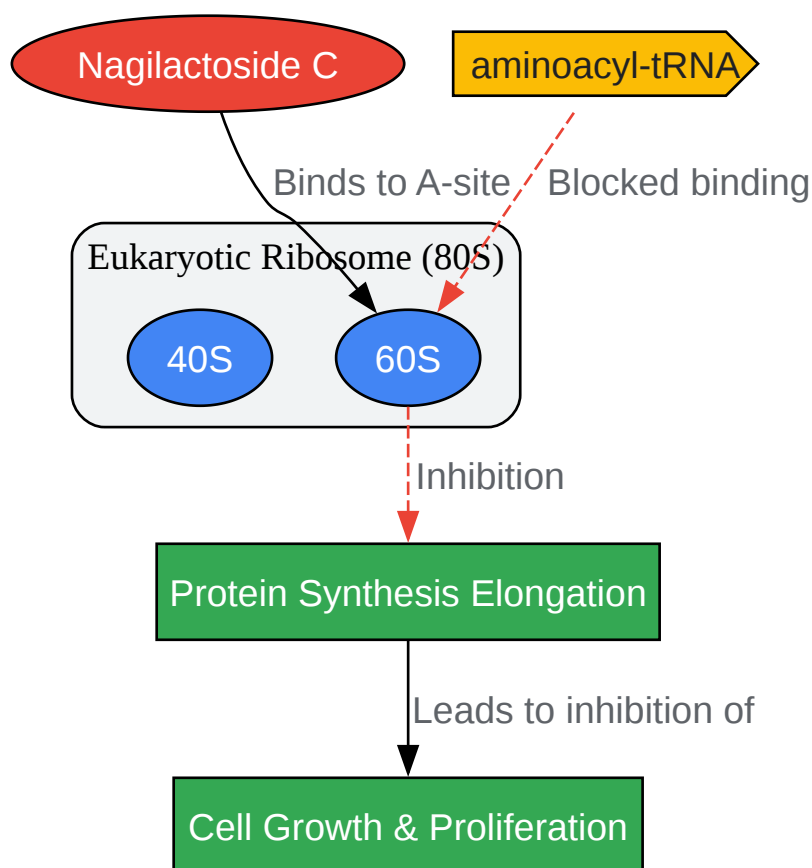 Nagilactoside C
aminoacyl-tRNA
Binds to A-site
Blocked binding
Eukaryotic Ribosome (80S)
40S
60S
Inhibition
Protein Synthesis Elongation
Leads to inhibition of
Cell Growth & Proliferation